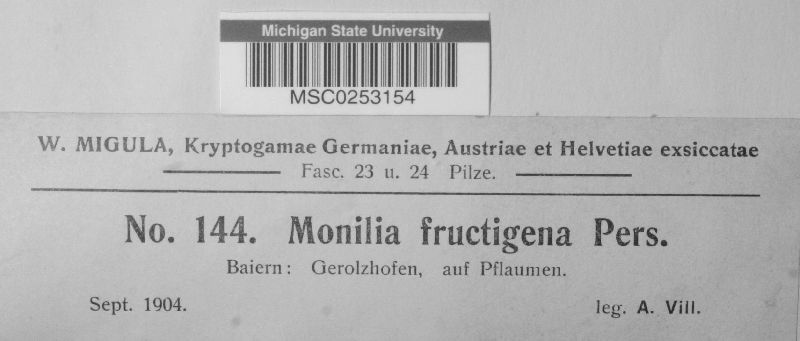 Michigan State University
MSC0253154
W. MIGULA, Kryptogamae Germaniae, Austriae et Helvetiae exsiccatae
Fasc. 23 u. 24 Pilze.
No. 144. Monilia fructigena Pers.
Baiern: Gerolzhofen, auf Pflaumen.
Sept. 1904. leg. A. Vill.